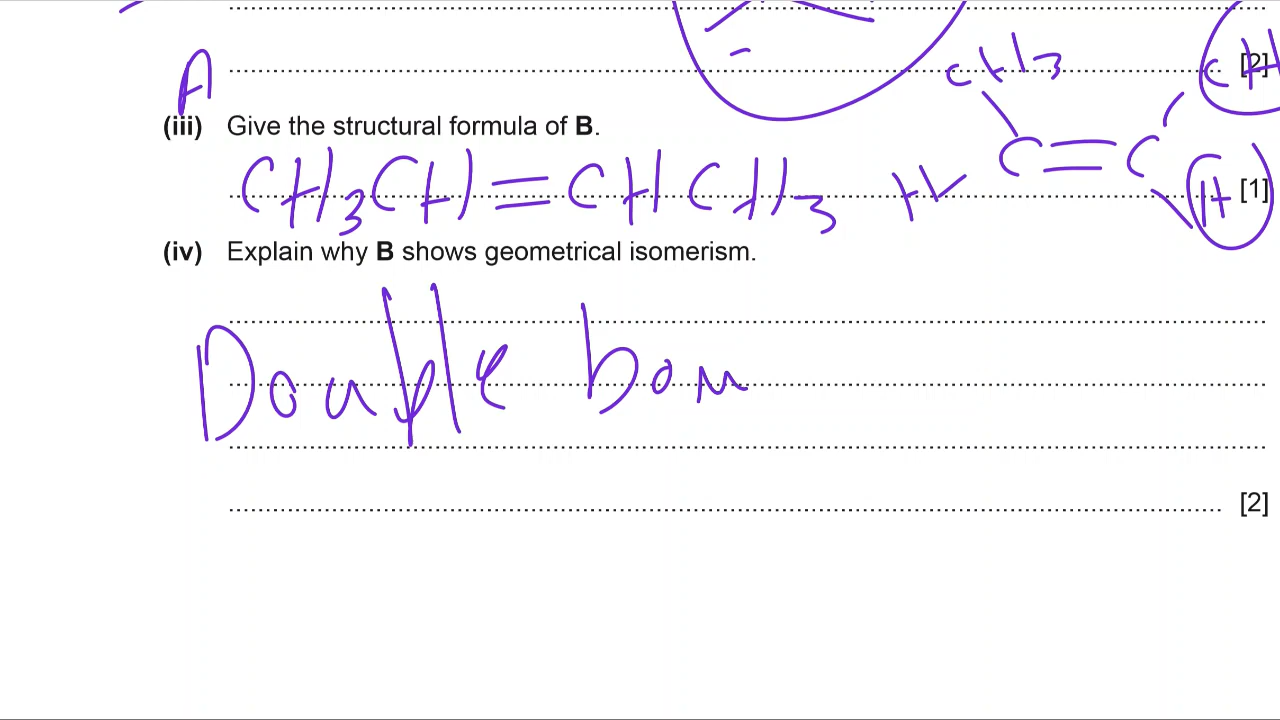 CH3
[2]
CH
A
(iii) Give the structural formula of B.
C=C
CH3CH=CHCH3
H [1]
(iv) Explain why B shows geometrical isomerism.
Double bon
[2]